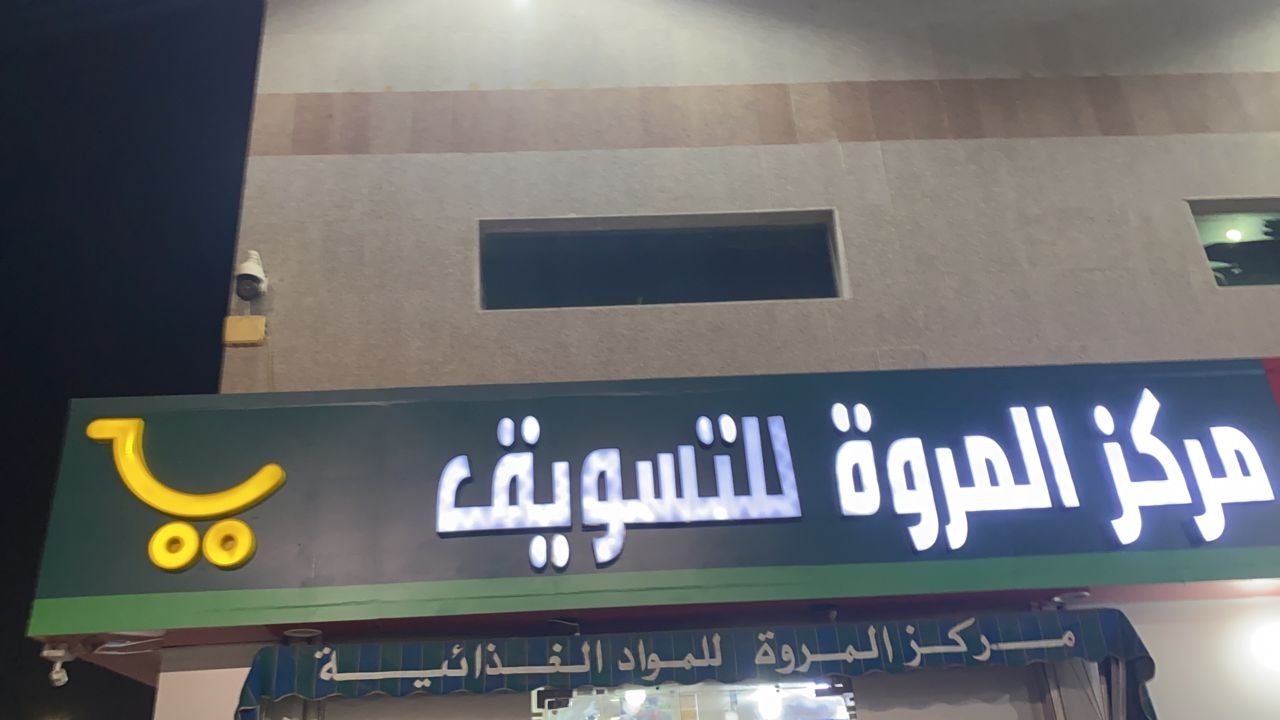 مركز المروة للتسويق
مركز المروة للمواد الغذائية